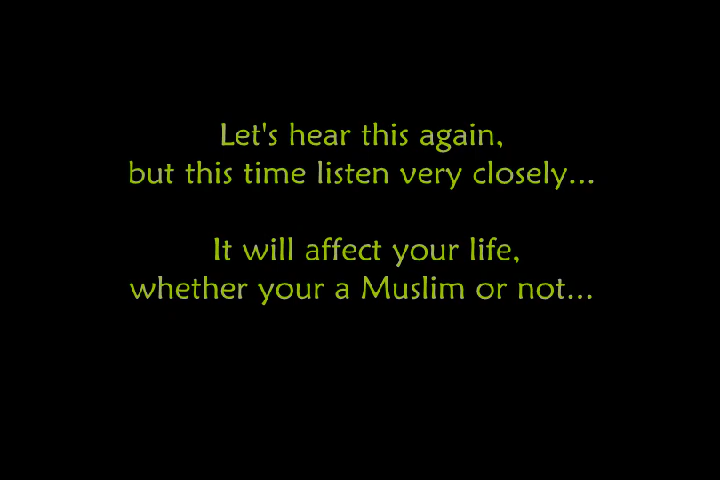 Let's hear this again,
but this time listen very closely...
It will affect your life,
whether your a Muslim or not...